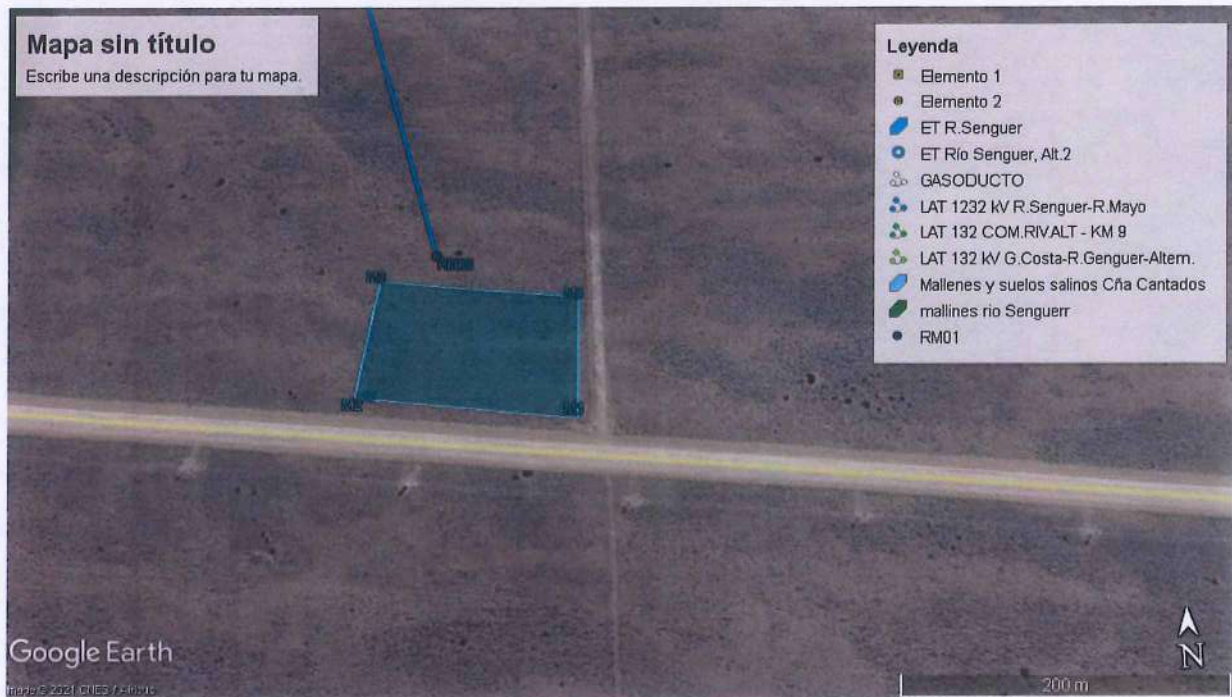 Mapa sin título
Escribe una descripción para tu mapa.
Leyenda
Elemento 1
Elemento 2
ET R.Senguer
ET Río Senguer, Alt.2
GASODUCTO
LAT 1232 kV R.Senguer-R.Mayo
LAT 132 COM.RIV.ALT - KM 9
LAT 132 kV G.Costa-R.Genguer-Altern.
Mallenes y suelos salinos Cña Cantados
mallines rio Senguerr
RM01
Google Earth
N
200 m